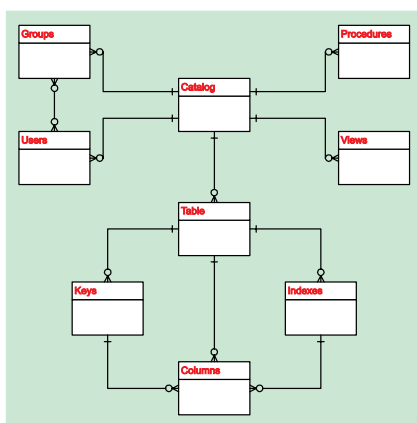 Groups
Procedures
Catalog
Users
Views
Table
Keys
Indexes
Columns